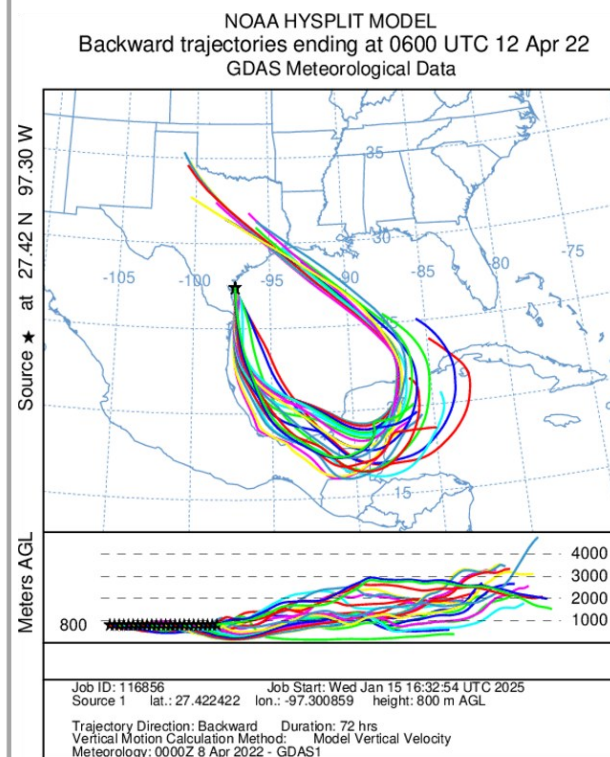 NOAA HYSPLIT MODEL
Backward trajectories ending at 0600 UTC 12 Apr 22
GDAS Meteorological Data
Source ★ at 27.42 N 97.30 W
35
30
-105
-100
-95
-90
-85
-80
-75
15
Meters AGL
4000
3000
2000
800
1000
Job ID: 116856 Job Start: Wed Jan 15 16:32:54 UTC 2025
Source 1 lat.: 27.422422 lon.: -97.300859 height: 800 m AGL
Trajectory Direction: Backward Duration: 72 hrs
Vertical Motion Calculation Method: Model Vertical Velocity
Meteorology: 0000Z 8 Apr 2022 - GDAS1